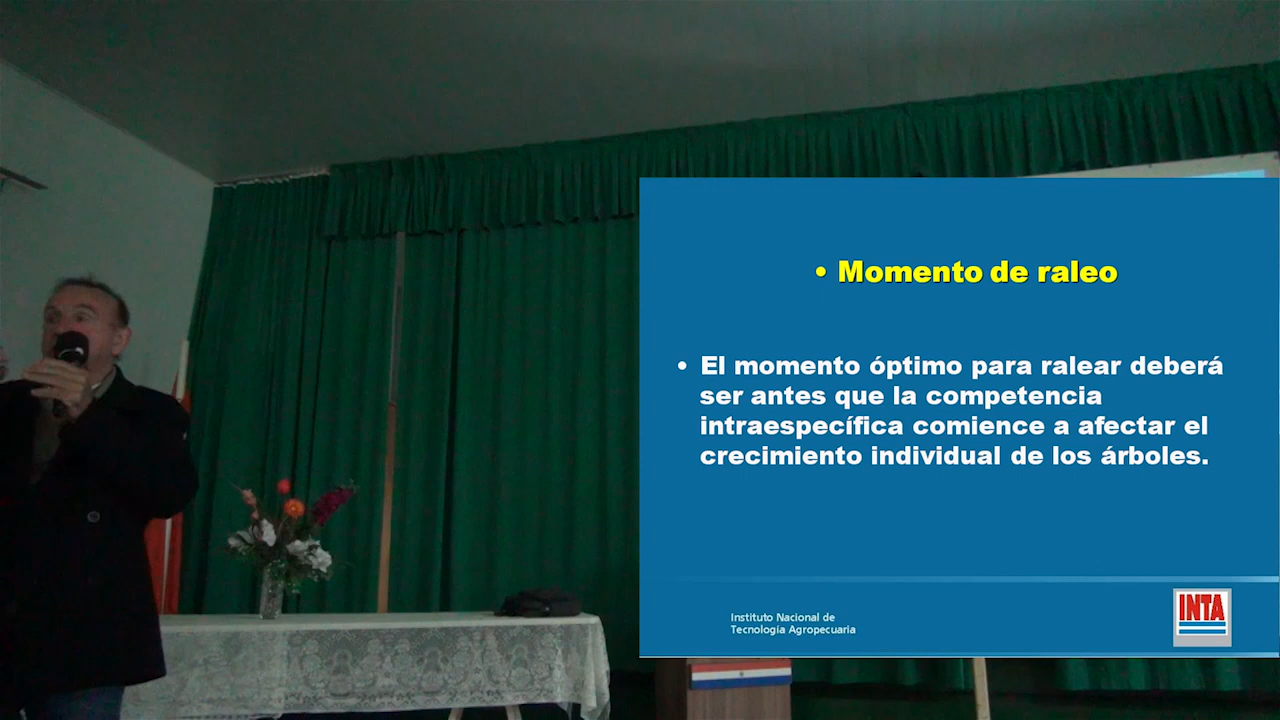 • Momento de raleo
• El momento óptimo para ralear deberá
ser antes que la competencia
intraespecífica comience a afectar el
crecimiento individual de los árboles.
Instituto Nacional de
Tecnología Agropecuaria
INTA